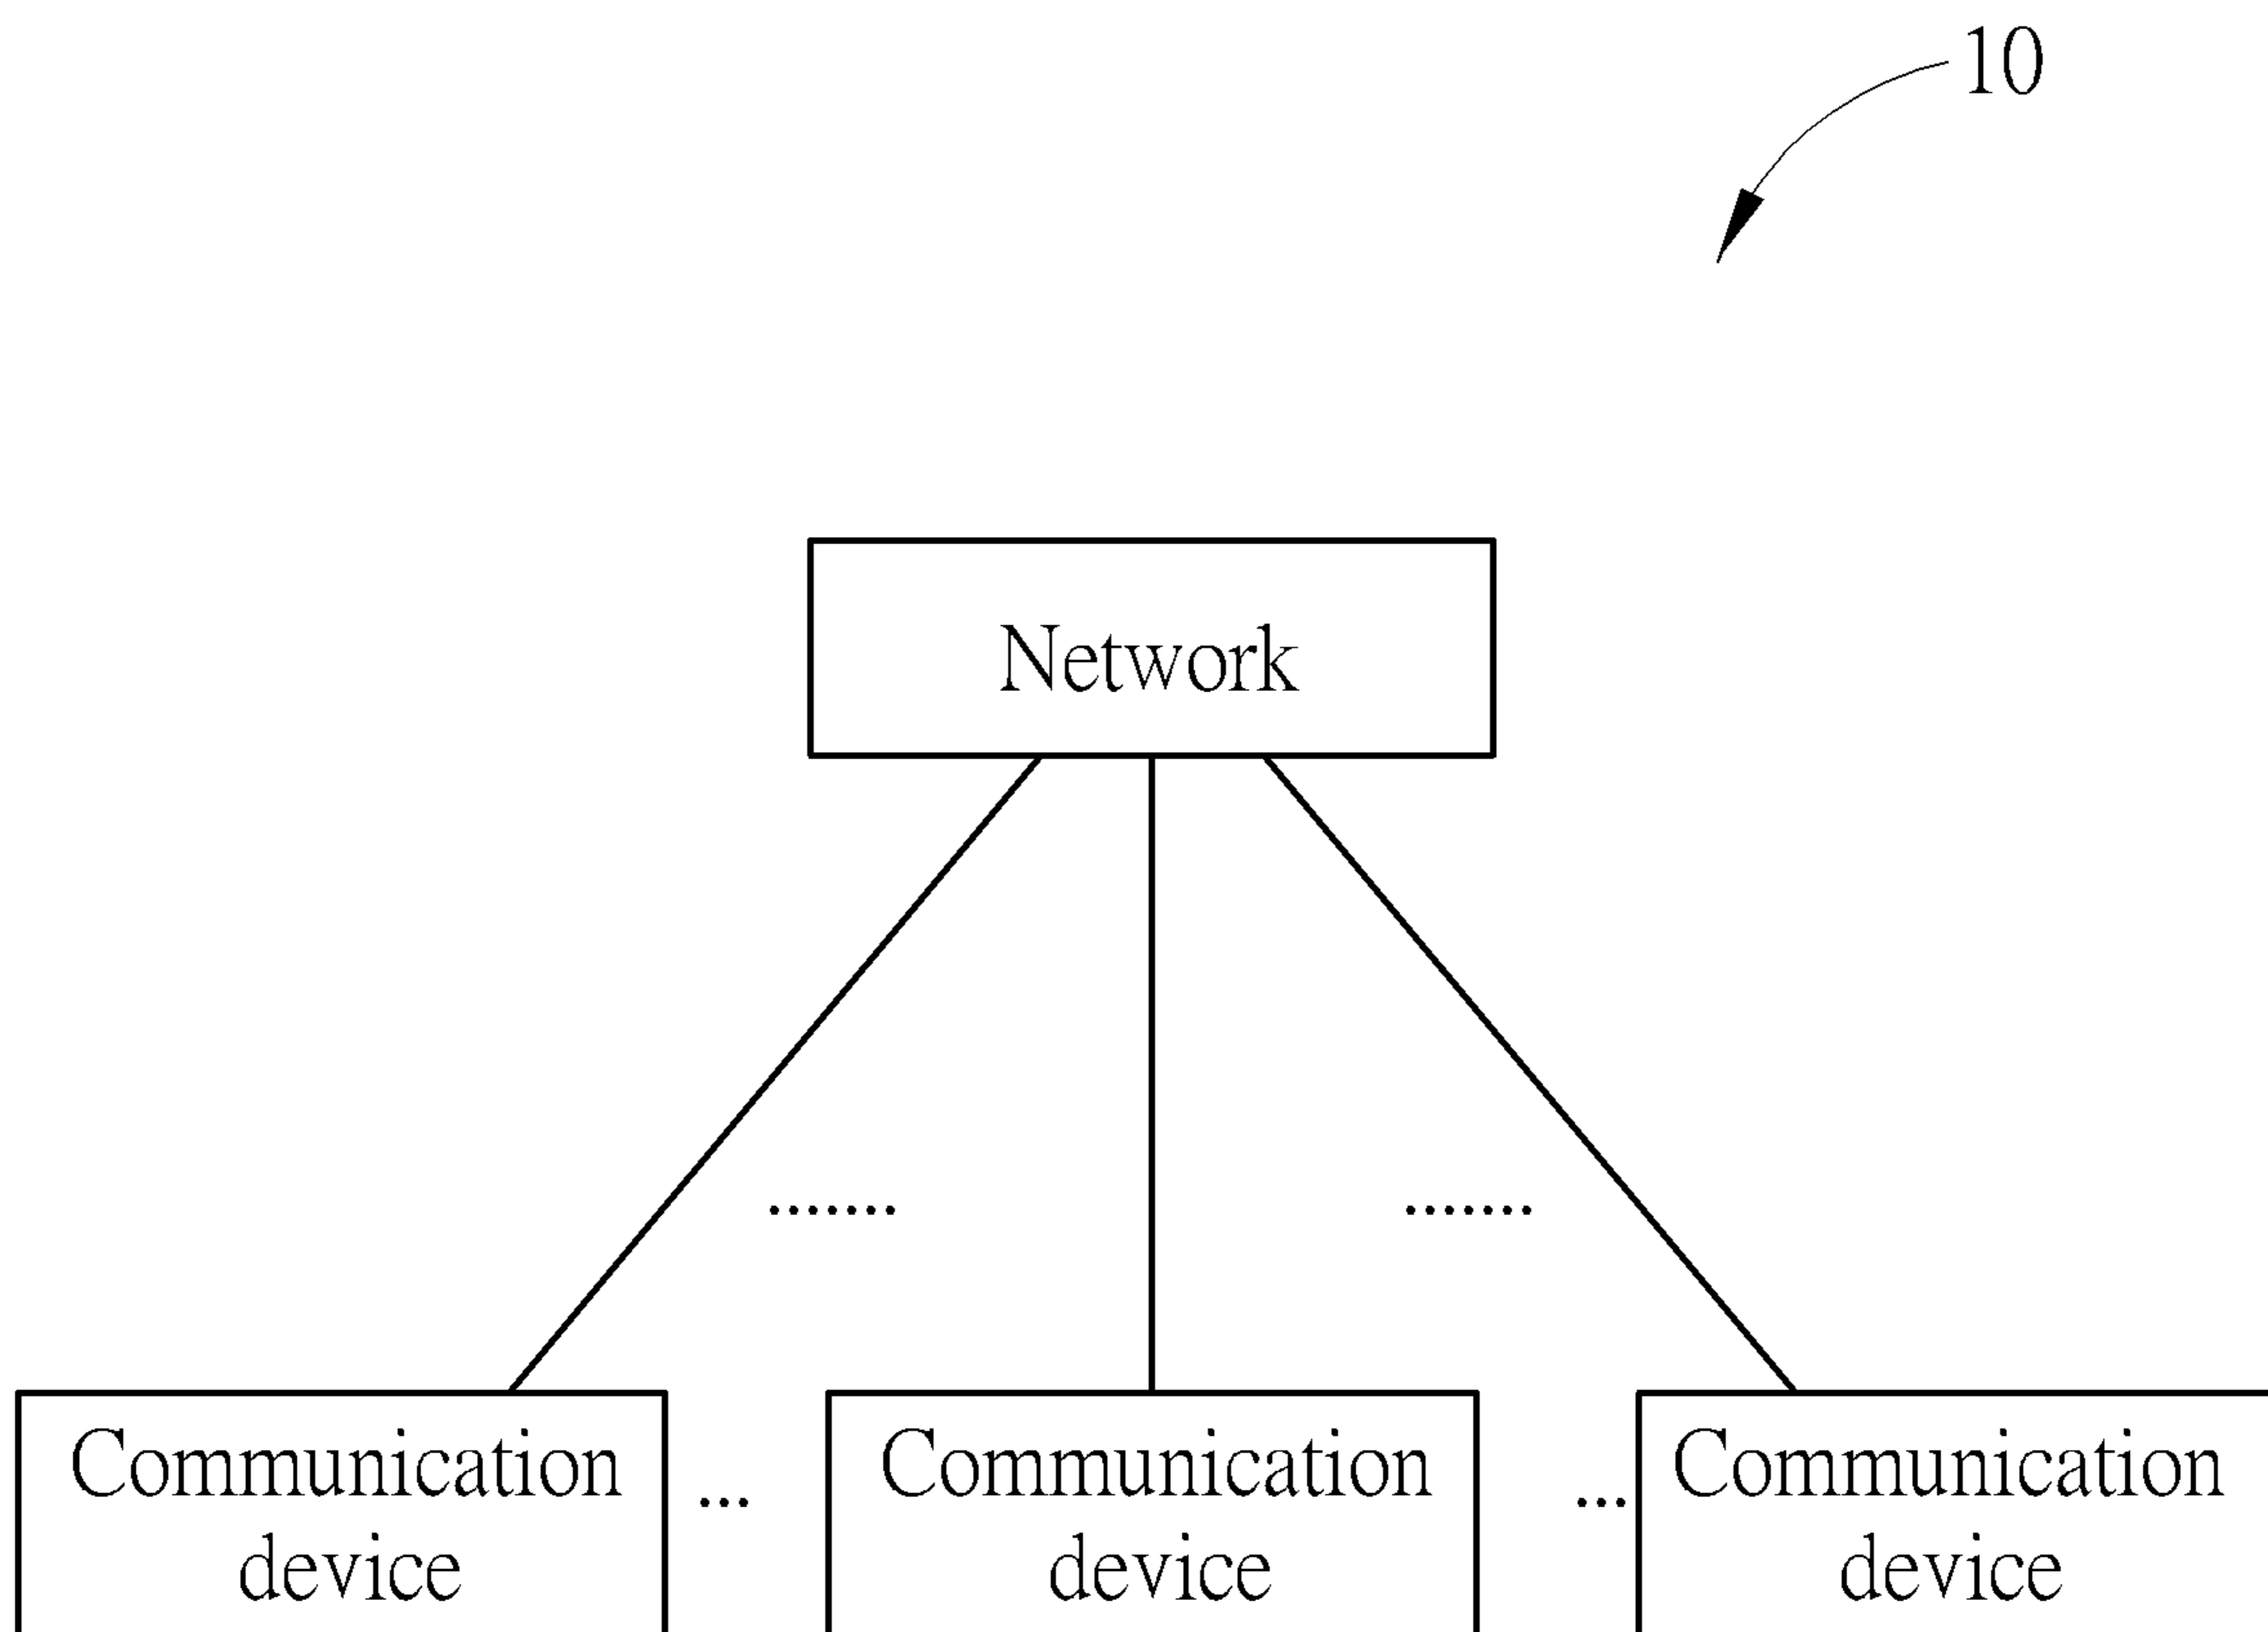 10
Network
.......
.......
Communication
device
...
Communication
device
...
Communication
device